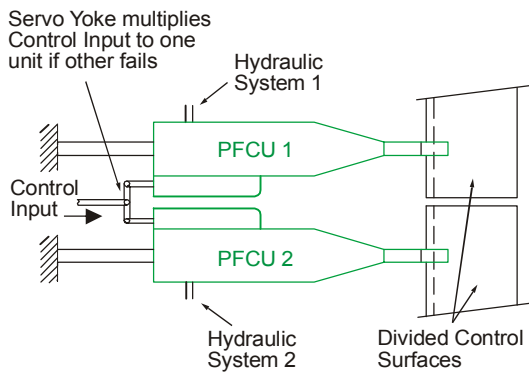 Servo Yoke multiplies
Control Input to one
unit if other fails
Hydraulic
System 1
PFCU 1
Control
Input
PFCU 2
Hydraulic
System 2
Divided Control
Surfaces